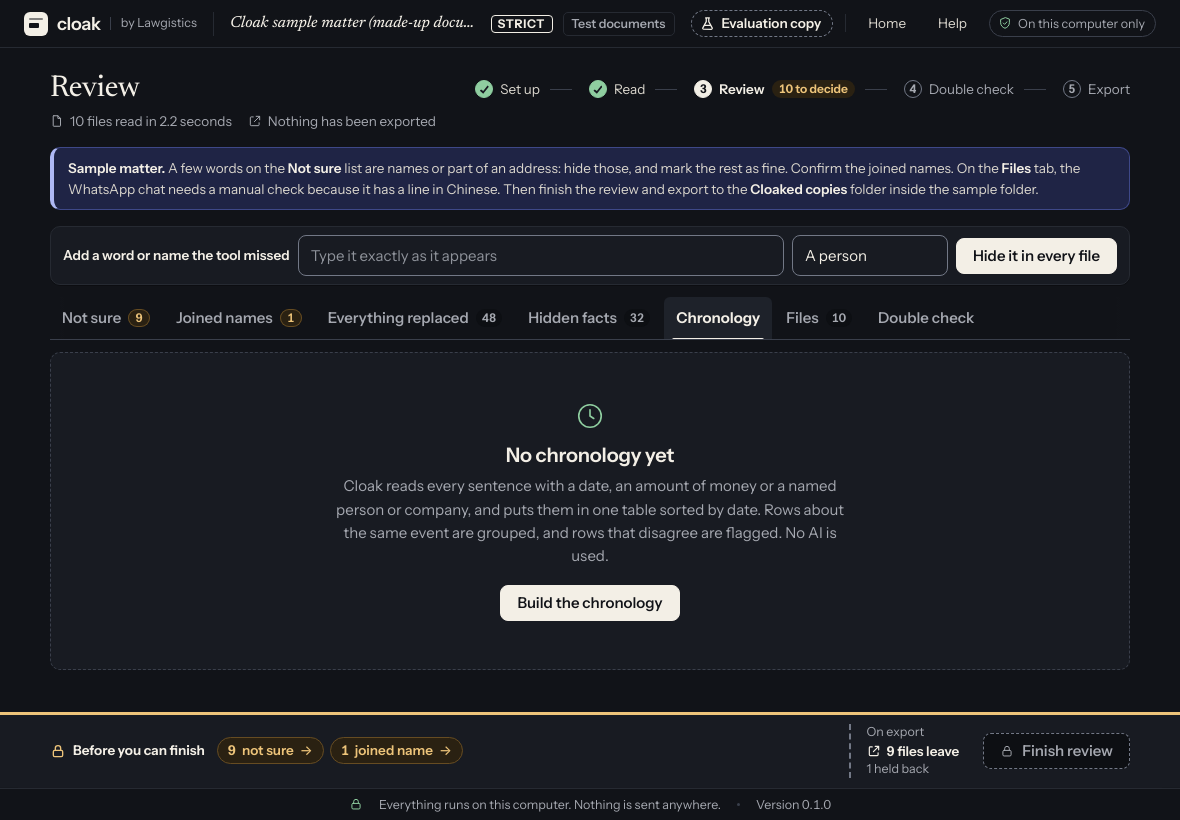 cloak by Lawgistics Cloak sample matter (made-up docu... STRICT Test documents Evaluation copy Home Help On this computer only
Review
Set up Read 3 Review 10 to decide 4 Double check 5 Export
10 files read in 2.2 seconds Nothing has been exported
Sample matter. A few words on the Not sure list are names or part of an address: hide those, and mark the rest as fine. Confirm the joined names. On the Files tab, the
WhatsApp chat needs a manual check because it has a line in Chinese. Then finish the review and export to the Cloaked copies folder inside the sample folder.
Add a word or name the tool missed Type it exactly as it appears A person Hide it in every file
Not sure 9 Joined names 1 Everything replaced 48 Hidden facts 32 Chronology Files 10 Double check
No chronology yet
Cloak reads every sentence with a date, an amount of money or a named
person or company, and puts them in one table sorted by date. Rows about
the same event are grouped, and rows that disagree are flagged. No AI is
used.
Build the chronology
Before you can finish 9 not sure → 1 joined name →
On export
9 files leave
1 held back
Finish review
Everything runs on this computer. Nothing is sent anywhere. • Version 0.1.0